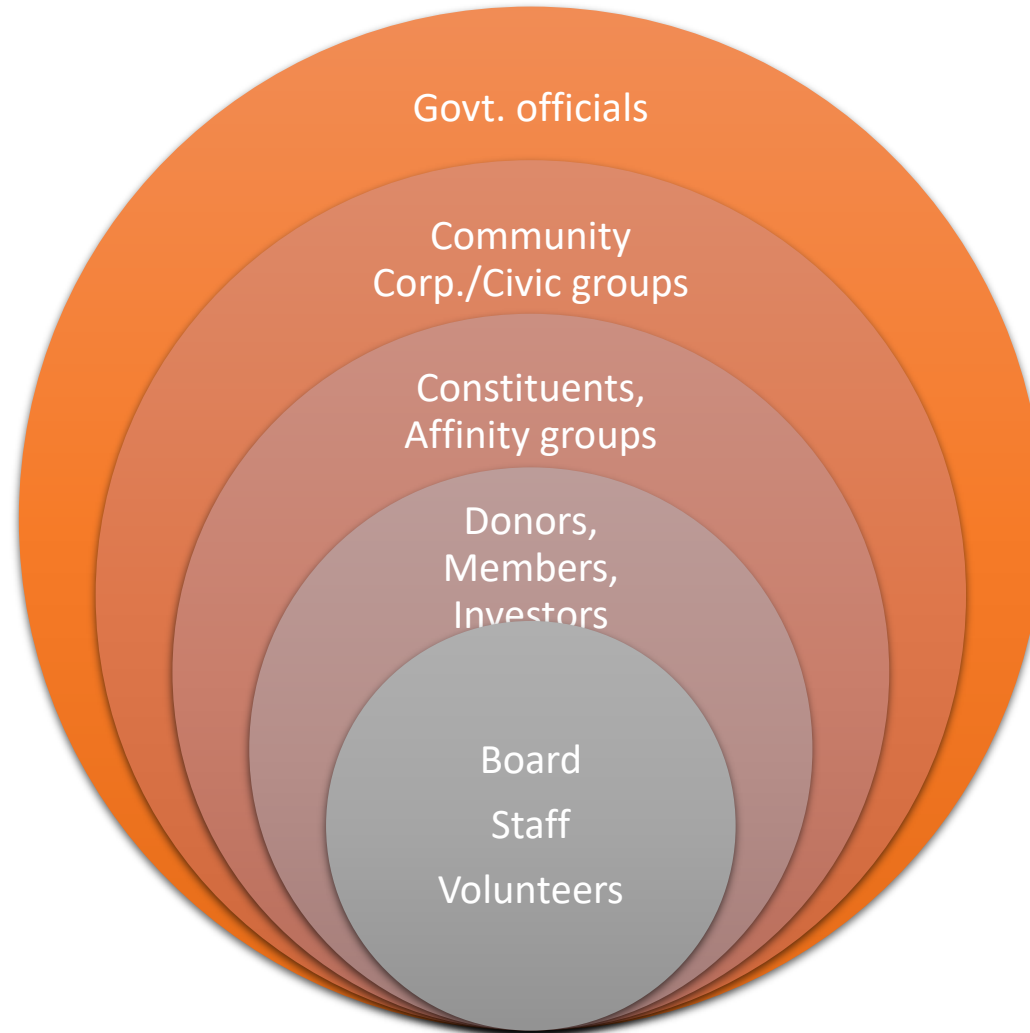 Govt. officials
Community
Corp./Civic groups
Constituents,
Affinity groups
Donors,
Members,
Investors
Board
Staff
Volunteers